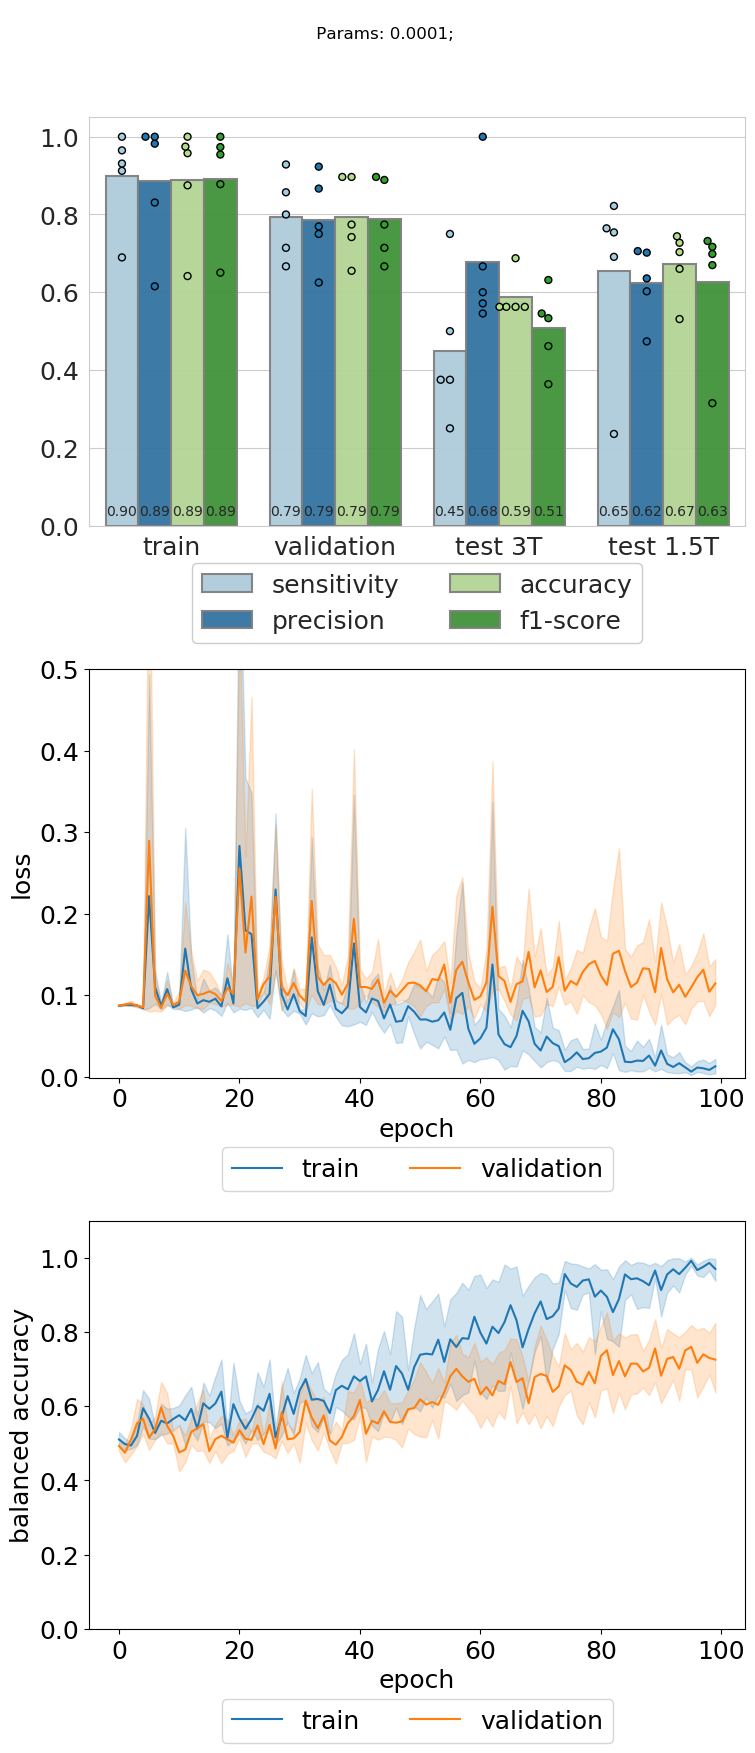 Params: 0.0001;
1.0
0.8
0.6
0.4
0.2
0.0
0.90 0.89 0.89 0.89 0.79 0.79 0.79 0.79 0.45 0.68 0.59 0.51 0.65 0.62 0.67 0.63
train validation test 3T test 1.5T
sensitivity accuracy
precision f1-score
0.5
0.4
0.3
0.2
0.1
0.0
loss
0 20 40 60 80 100
epoch
train validation
1.0
0.8
0.6
0.4
0.2
0.0
balanced accuracy
0 20 40 60 80 100
epoch
train validation